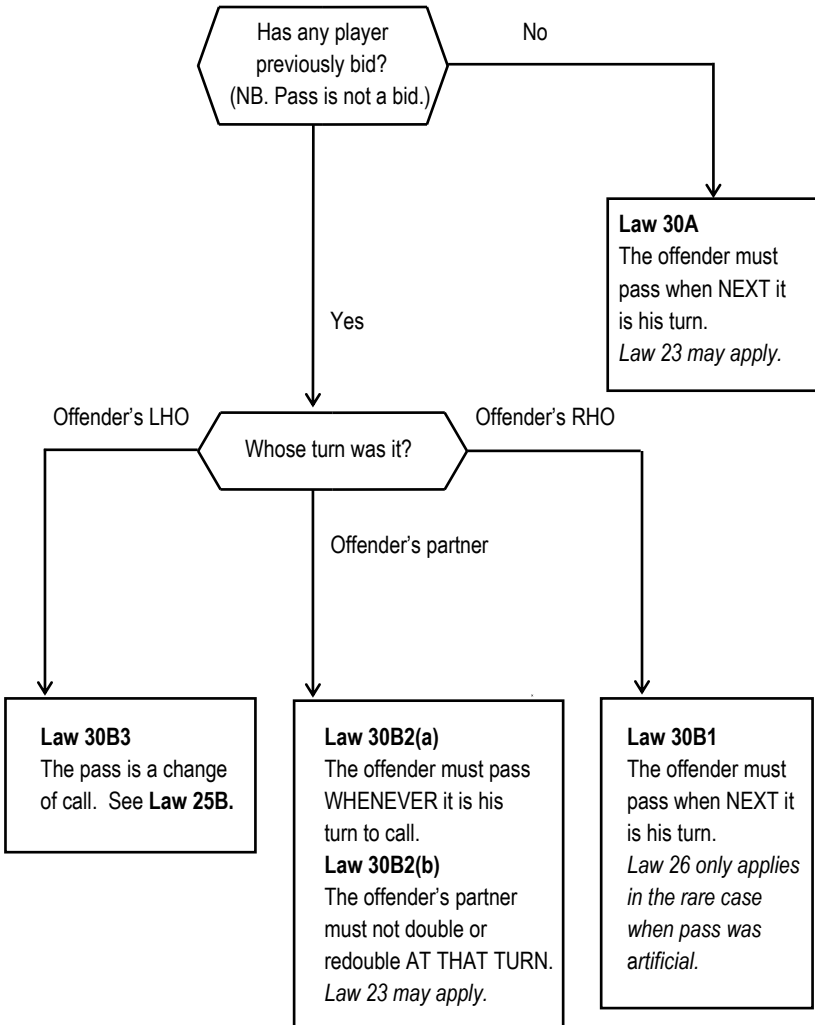 Has any player
previously bid?
(NB. Pass is not a bid.)
No
Law 30A
The offender must
pass when NEXT it
is his turn.
Law 23 may apply.
Yes
Offender's LHO
Whose turn was it?
Offender's RHO
Offender's partner
Law 30B3
The pass is a change
of call. See Law 25B.
Law 30B2(a)
The offender must pass
WHENEVER it is his
turn to call.
Law 30B2(b)
The offender's partner
must not double or
redouble AT THAT TURN.
Law 23 may apply.
Law 30B1
The offender must
pass when NEXT it
is his turn.
Law 26 only applies
in the rare case
when pass was
artificial.